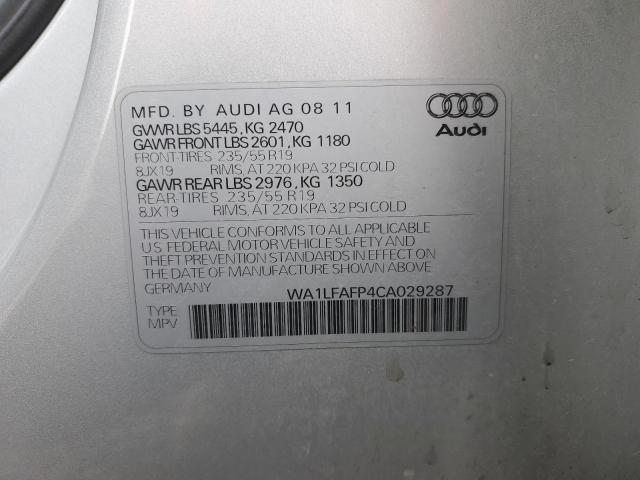 MFD. BY AUDI AG 08 11
GVWR LBS 5445, KG 2470
GAWR FRONT LBS 2601, KG 1180
FRONT-TIRES 235/55 R19
8JX19 RIMS, AT 220 KPA 32 PSI COLD
GAWR REAR LBS 2976, KG 1350
REAR-TIRES 235/55 R19
8JX19 RIMS, AT 220 KPA 32 PSI COLD
Audi
THIS VEHICLE CONFORMS TO ALL APPLICABLE
U.S. FEDERAL MOTOR VEHICLE SAFETY AND
THEFT PREVENTION STANDARDS IN EFFECT ON
THE DATE OF MANUFACTURE SHOWN ABOVE.
GERMANY WA1LFAFP4CA029287
TYPE
MPV